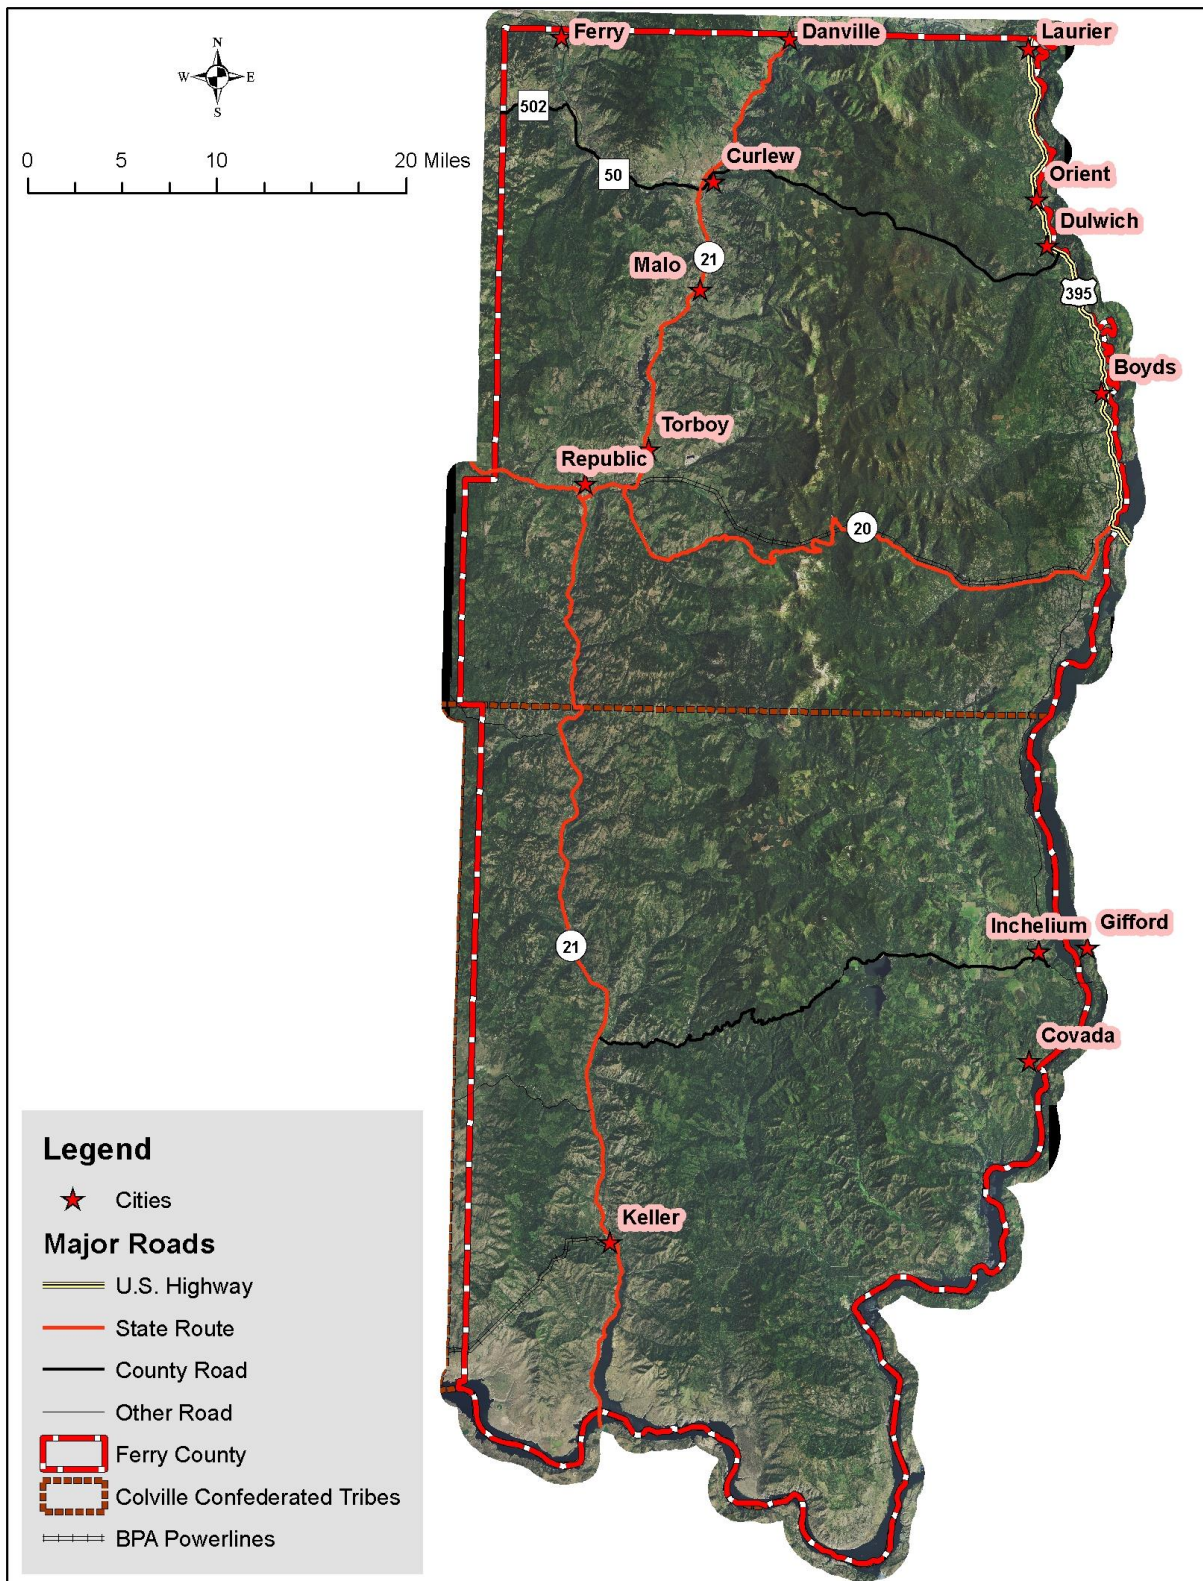 N
W E
S
0 5 10 20 Miles
Ferry
Danville
Laurier
502
50
Curlew
Orient
Dulwich
21
Malo
395
Boyds
Torboy
Republic
20
Inchelium
Gifford
21
Covada
Keller
Legend
Cities
Major Roads
U.S. Highway
State Route
County Road
Other Road
Ferry County
Colville Confederated Tribes
BPA Powerlines